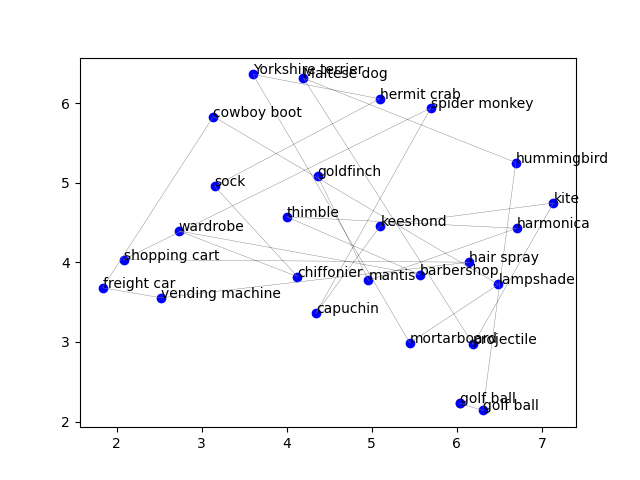 Yorkshire terrier
Maltese dog
hermit crab
spider monkey
cowboy boot
hummingbird
goldfinch
sock
kite
thimble
keeshond
harmonica
wardrobe
shopping cart
hair spray
chiffonier
mantis
barbershop
lampshade
freight car
vending machine
capuchin
mortarboard
projectile
golf ball
golf ball
6
5
4
3
2
2
3
4
5
6
7